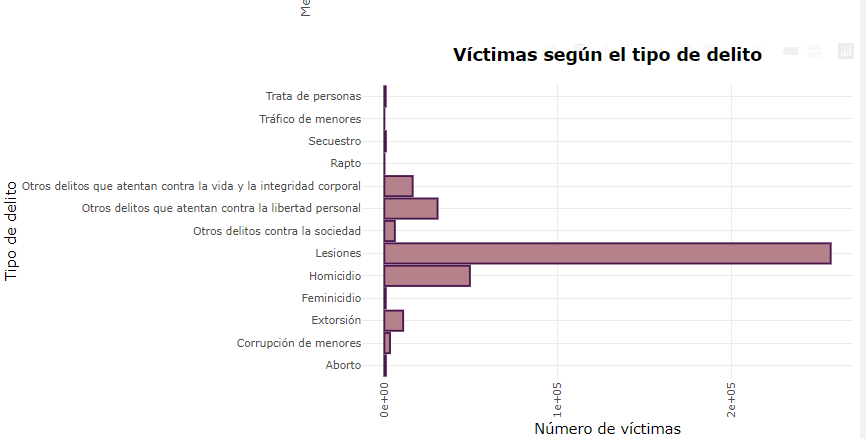 Me
Víctimas según el tipo de delito
Trata de personas
Tráfico de menores
Secuestro
Rapto
Otros delitos que atentan contra la vida y la integridad corporal
Otros delitos que atentan contra la libertad personal
Otros delitos contra la sociedad
Lesiones
Homicidio
Feminicidio
Extorsión
Corrupción de menores
Aborto
Tipo de delito
0e+00
1e+05
2e+05
Número de víctimas